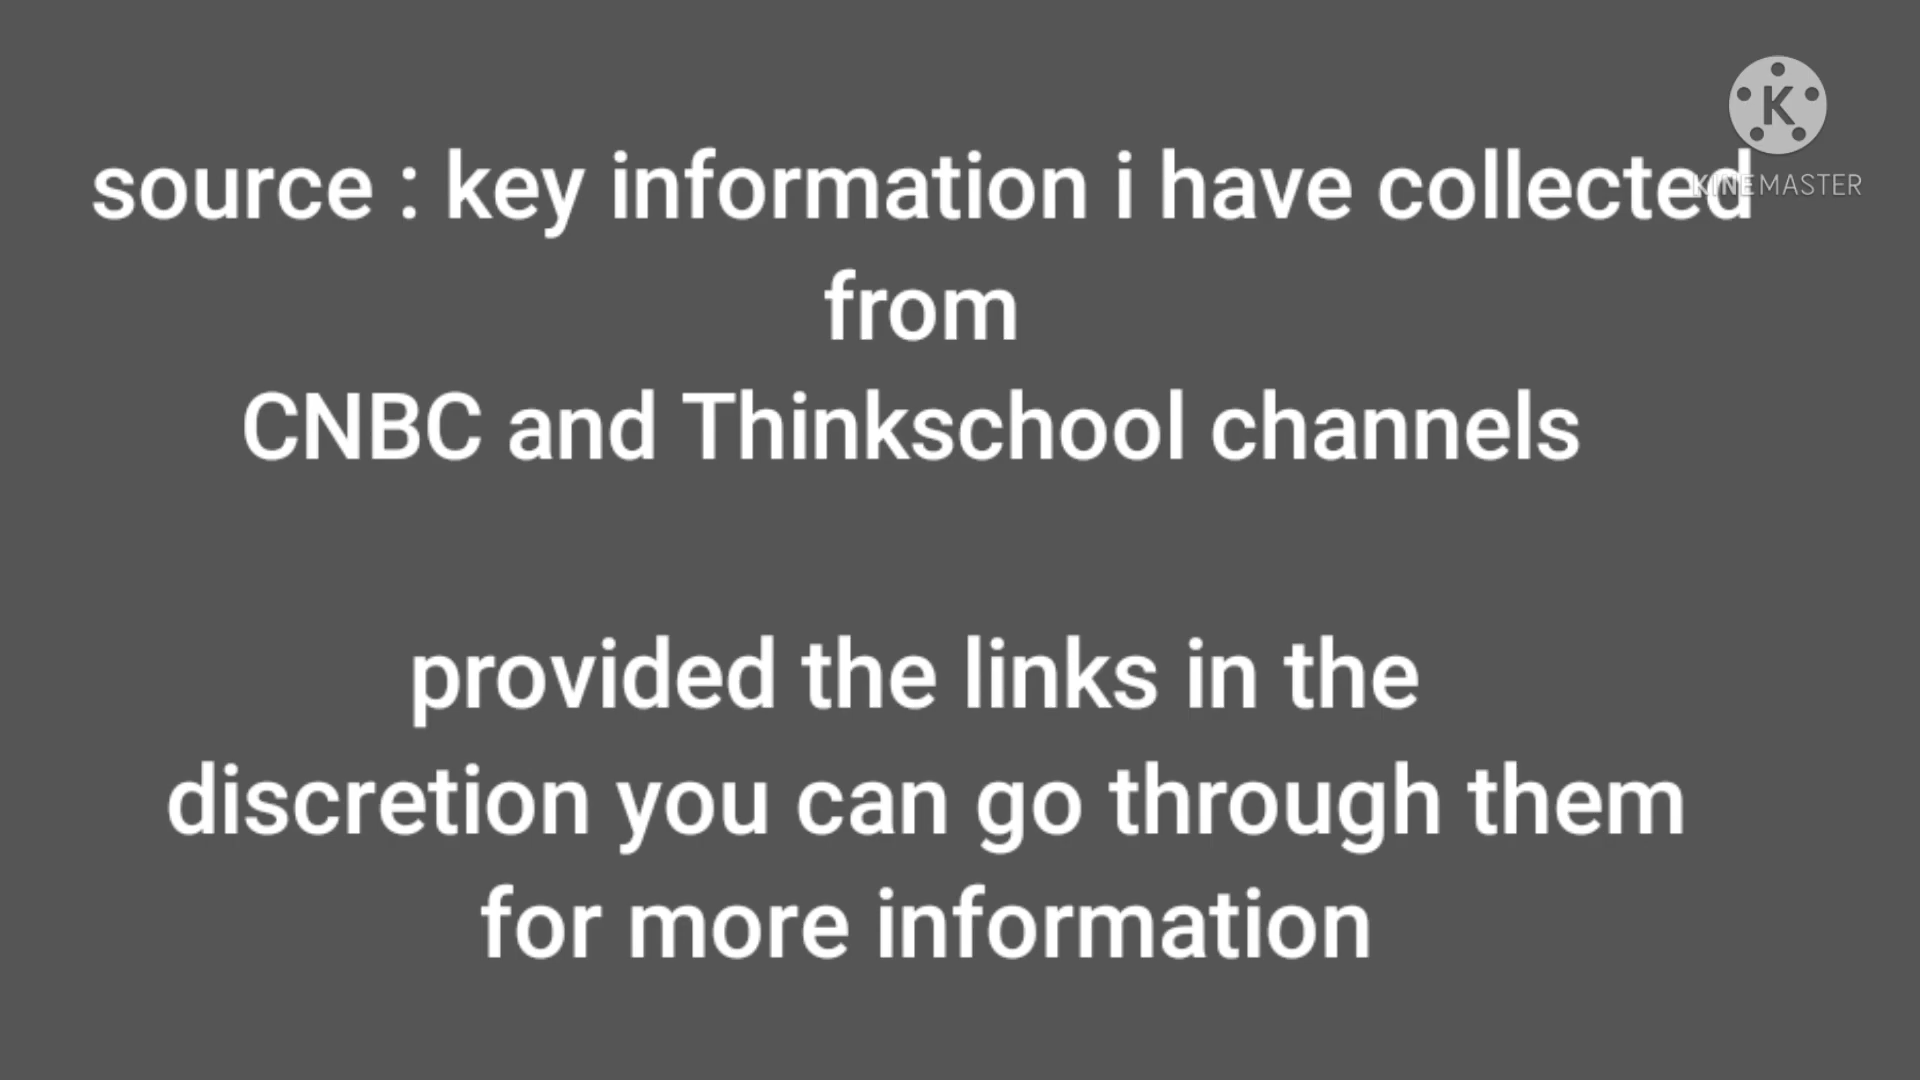 K
KINEMASTER
source : key information i have collected
from
CNBC and Thinkschool channels
provided the links in the
discretion you can go through them
for more information